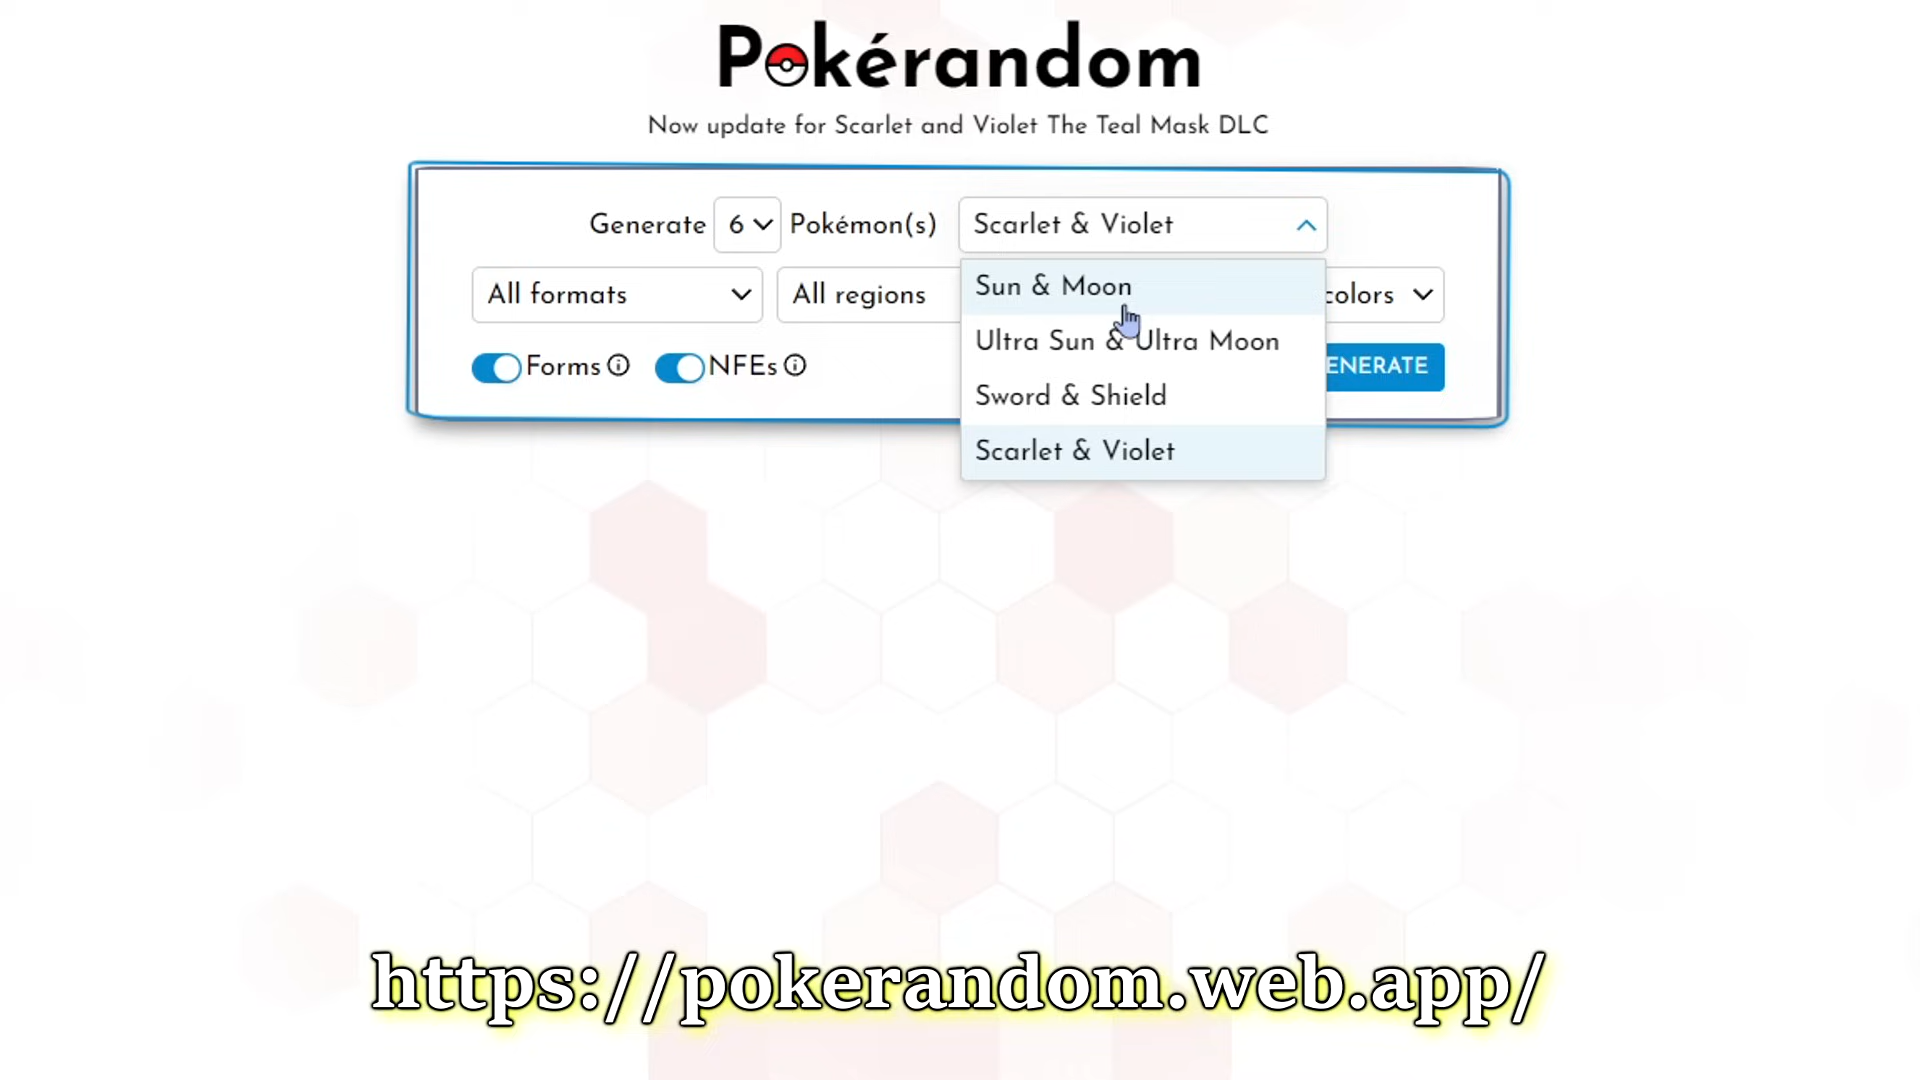 Pokérandom
Now update for Scarlet and Violet The Teal Mask DLC
Generate 6 Pokémon(s) Scarlet & Violet
All formats All regions colors
Sun & Moon
Ultra Sun & Ultra Moon
Forms NFEs ENERATE
Sword & Shield
Scarlet & Violet
https://pokerandom.web.app/